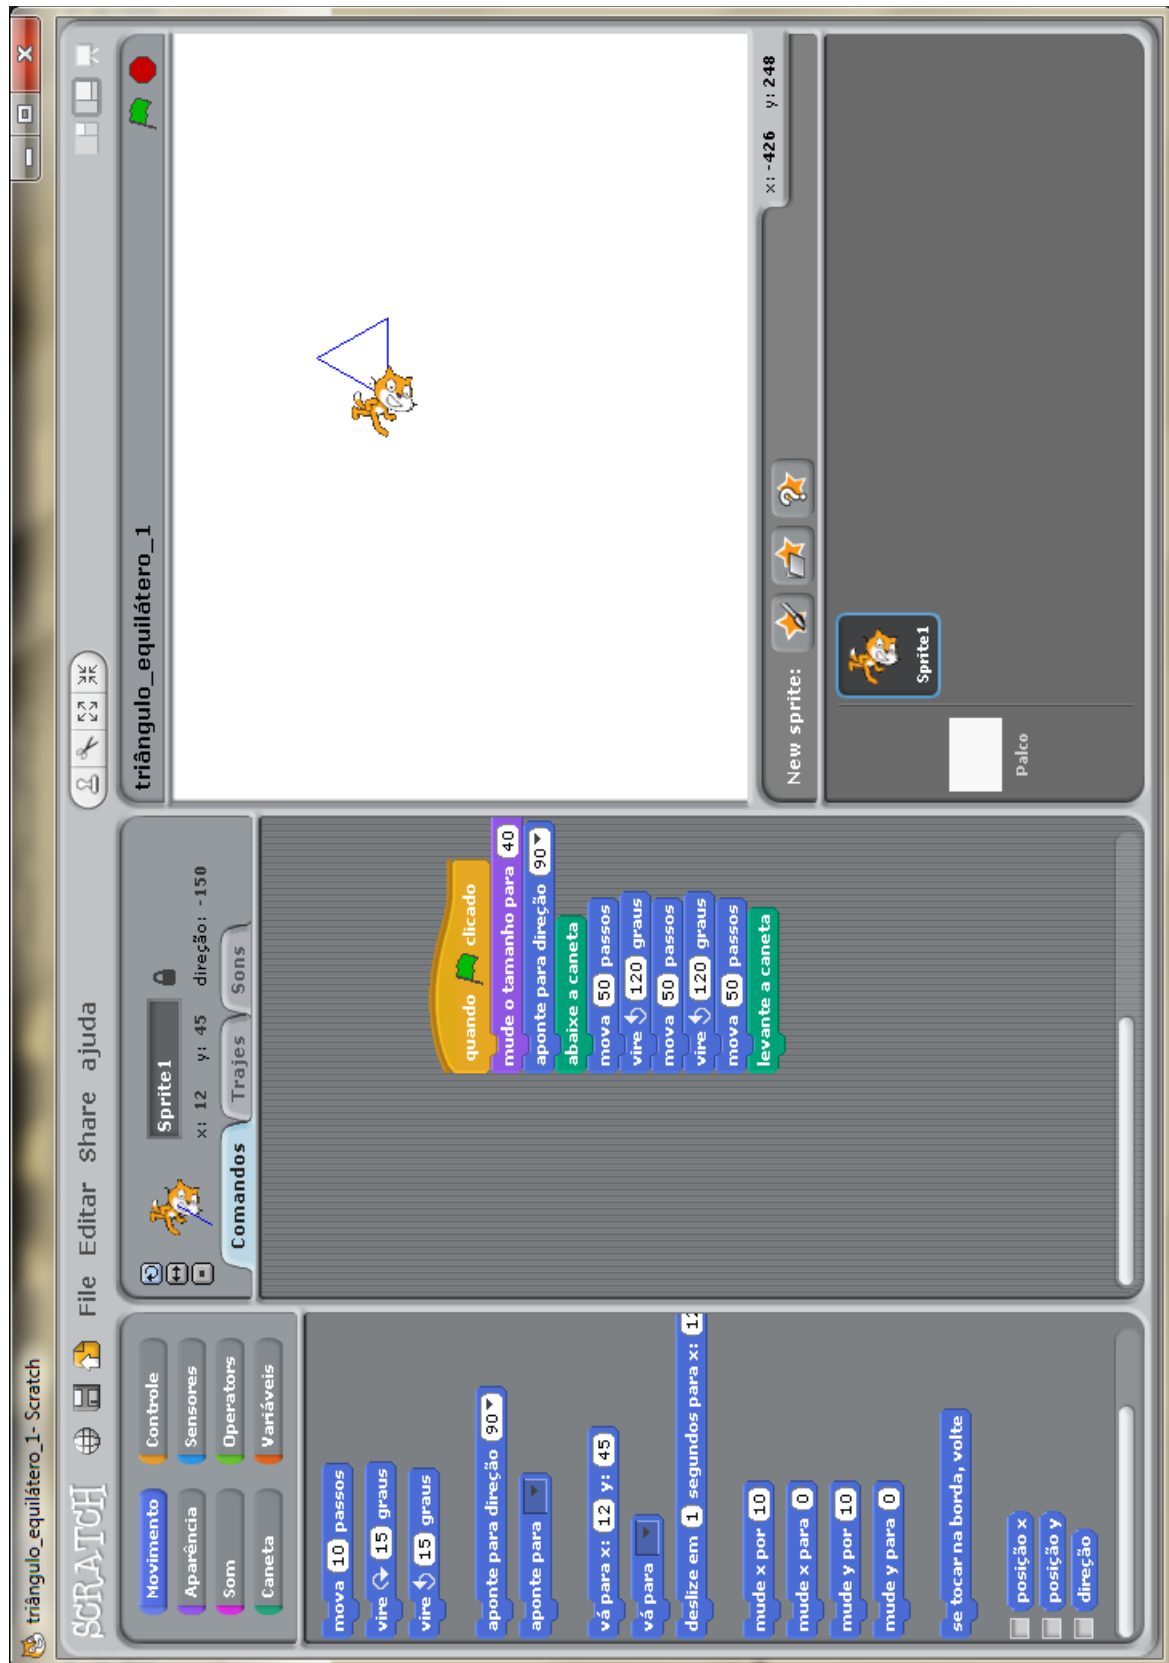 triângulo_equilátero_1- Scratch
SCRATCH
File Editar Share ajuda
Movimento Controle
Aparência Sensores
Som Operators
Caneta Variáveis
mova 10 passos
vire 15 graus
vire 15 graus
aponte para direção 90
aponte para
vá para x: 12 y: 45
vá para
deslize em 1 segundos para x: 12
mude x por 10
mude x para 0
mude y por 10
mude y para 0
se tocar na borda, volte
posição x
posição y
direção
Sprite1
x: 12 y: 45 direção: -150
Comandos Trajes Sons
quando clicado
mude o tamanho para 40
aponte para direção 90
abaixe a caneta
mova 50 passos
vire 120 graus
mova 50 passos
vire 120 graus
mova 50 passos
levante a caneta
triângulo_equilátero_1
x: -426 y: 248
New sprite:
Sprite1
Palco